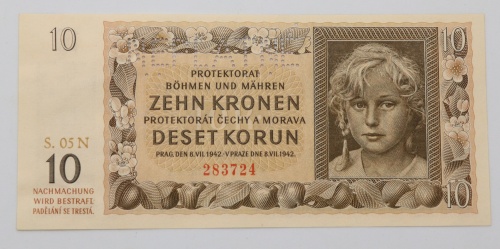 10
10
PROTEKTORAT
BÖHMEN UND MÄHREN
ZEHN KRONEN
PROTEKTORÁT ČECHY A MORAVA
DESET KORUN
PRAG, DEN 8.VII.1942. V PRAZE DNE 8.VII.1942.
283724
S. 05 N
10
NACHMACHUNG
WIRD BESTRAFT.
PADĚLÁNÍ SE TRESTÁ.
10